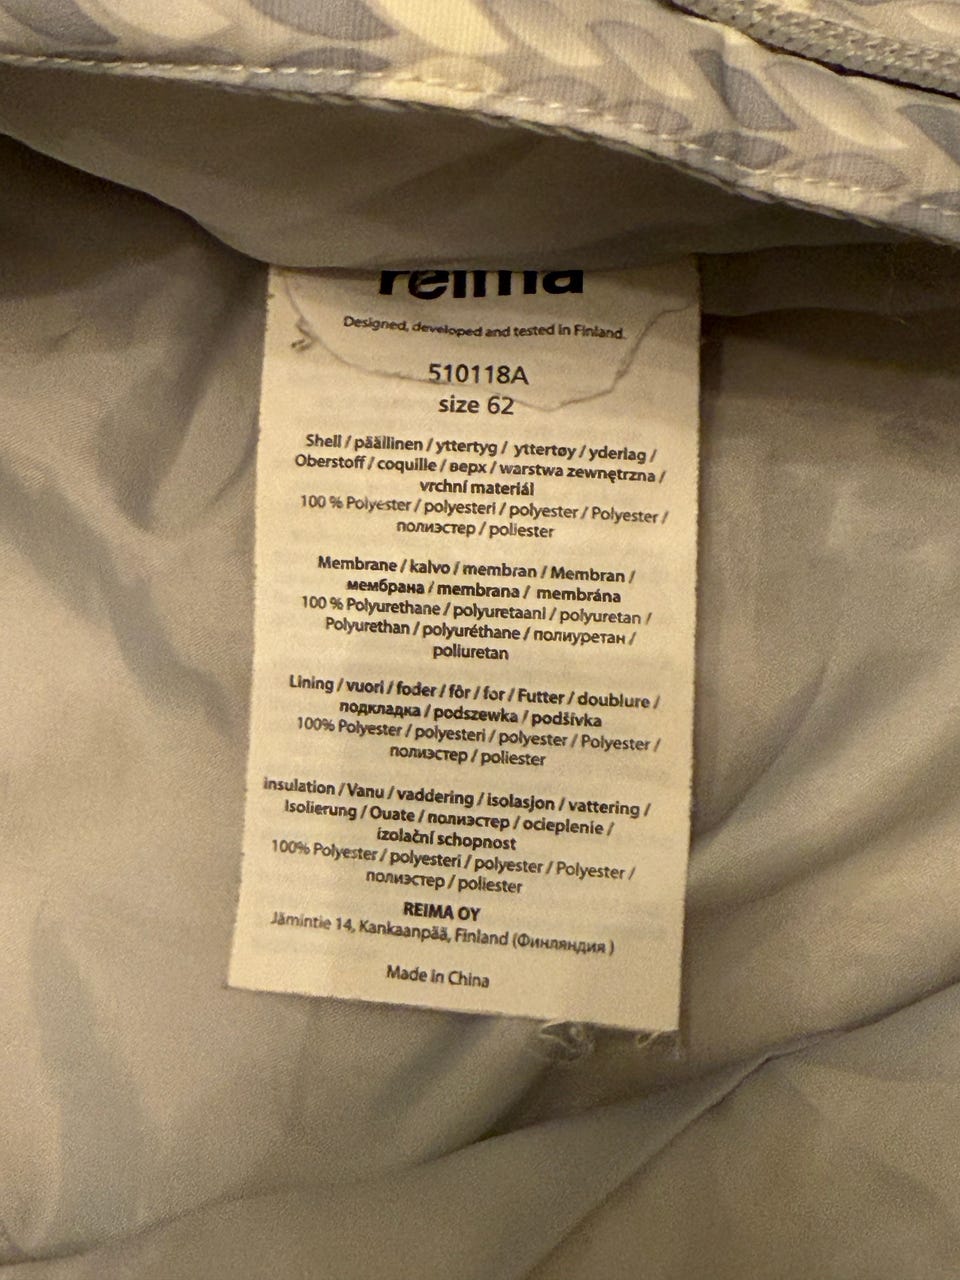 reima
Designed, developed and tested in Finland.
510118A
size 62
Shell / päällinen / yttertyg / yttertøy / yderlag /
Oberstoff / coquille / верх / warstwa zewnętrzna /
vrchní materiál
100 % Polyester / polyesteri / polyester / Polyester /
полиэстер / poliester
Membrane / kalvo / membran / Membran /
мембрана / membrana / membrána
100 % Polyurethane / polyuretaani / polyuretan /
Polyurethan / polyuréthane / полиуретан /
poliuretan
Lining / vuori / foder / fôr / for / Futter / doublure /
подкладка / podszewka / podšívka
100% Polyester / polyesteri / polyester / Polyester /
полиэстер / poliester
insulation / Vanu / vaddering / isolasjon / vattering /
Isolierung / Ouate / полиэстер / ocieplenie /
izolační schopnost
100% Polyester / polyesteri / polyester / Polyester /
полиэстер / poliester
REIMA OY
Jämintie 14, Kankaanpää, Finland (Финляндия )
Made in China